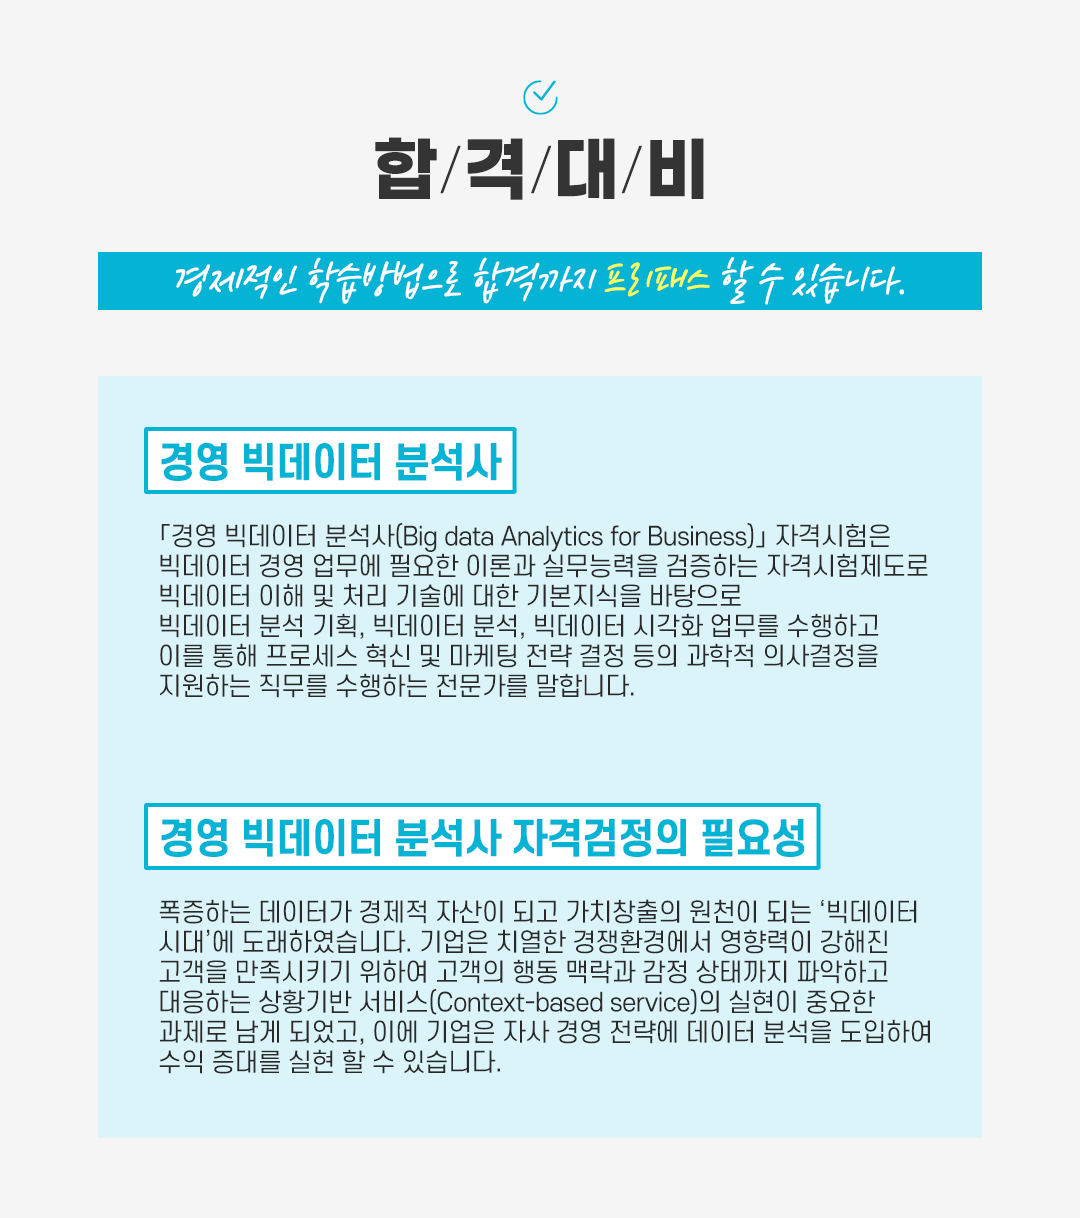 합/격/대/비
경제적인 학습방법으로 합격까지 프리패스 할 수 있습니다.
경영 빅데이터 분석사
「경영 빅데이터 분석사(Big data Analytics for Business)」 자격시험은
빅데이터 경영 업무에 필요한 이론과 실무능력을 검증하는 자격시험제도로
빅데이터 이해 및 처리 기술에 대한 기본지식을 바탕으로
빅데이터 분석 기획, 빅데이터 분석, 빅데이터 시각화 업무를 수행하고
이를 통해 프로세스 혁신 및 마케팅 전략 결정 등의 과학적 의사결정을
지원하는 직무를 수행하는 전문가를 말합니다.
경영 빅데이터 분석사 자격검정의 필요성
폭증하는 데이터가 경제적 자산이 되고 가치창출의 원천이 되는 ‘빅데이터
시대’에 도래하였습니다. 기업은 치열한 경쟁환경에서 영향력이 강해진
고객을 만족시키기 위하여 고객의 행동 맥락과 감정 상태까지 파악하고
대응하는 상황기반 서비스(Context-based service)의 실현이 중요한
과제로 남게 되었고, 이에 기업은 자사 경영 전략에 데이터 분석을 도입하여
수익 증대를 실현 할 수 있습니다.